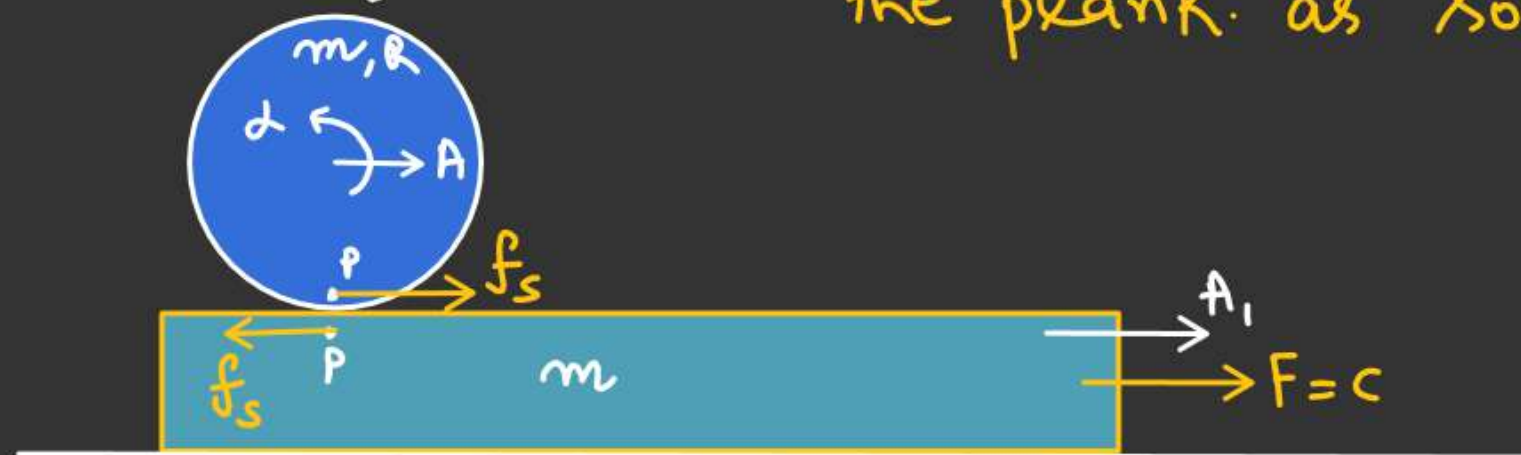 the plank. as so
m, R
α
A
P
fs
A₁
fs
P
m
F = c